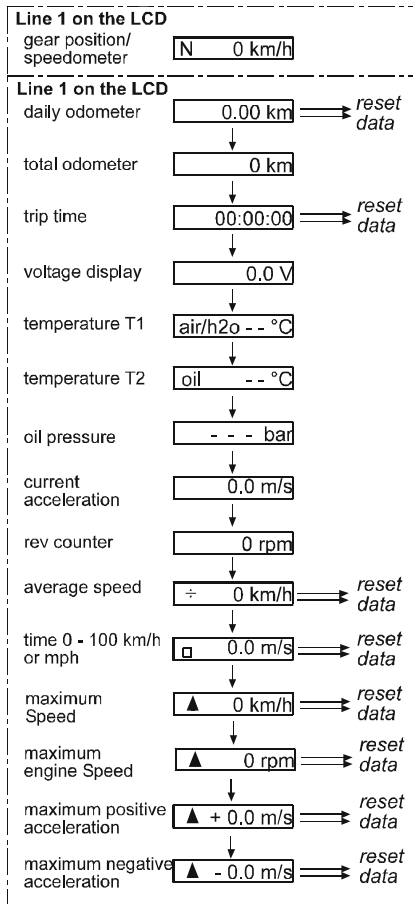 Line 1 on the LCD
gear position/
speedometer
N 0 km/h
Line 1 on the LCD
daily odometer
0.00 km
reset
data
total odometer
0 km
trip time
00:00:00
reset
data
voltage display
0.0 V
temperature T1
air/h2o - - °C
temperature T2
oil - - °C
oil pressure
- - - bar
current
acceleration
0.0 m/s
rev counter
0 rpm
average speed
÷ 0 km/h
reset
data
time 0 - 100 km/h
or mph
0.0 m/s
reset
data
maximum
Speed
▲ 0 km/h
reset
data
maximum
engine Speed
▲ 0 rpm
reset
data
maximum positive
acceleration
▲ + 0.0 m/s
reset
data
maximum negative
acceleration
▲ - 0.0 m/s
reset
data